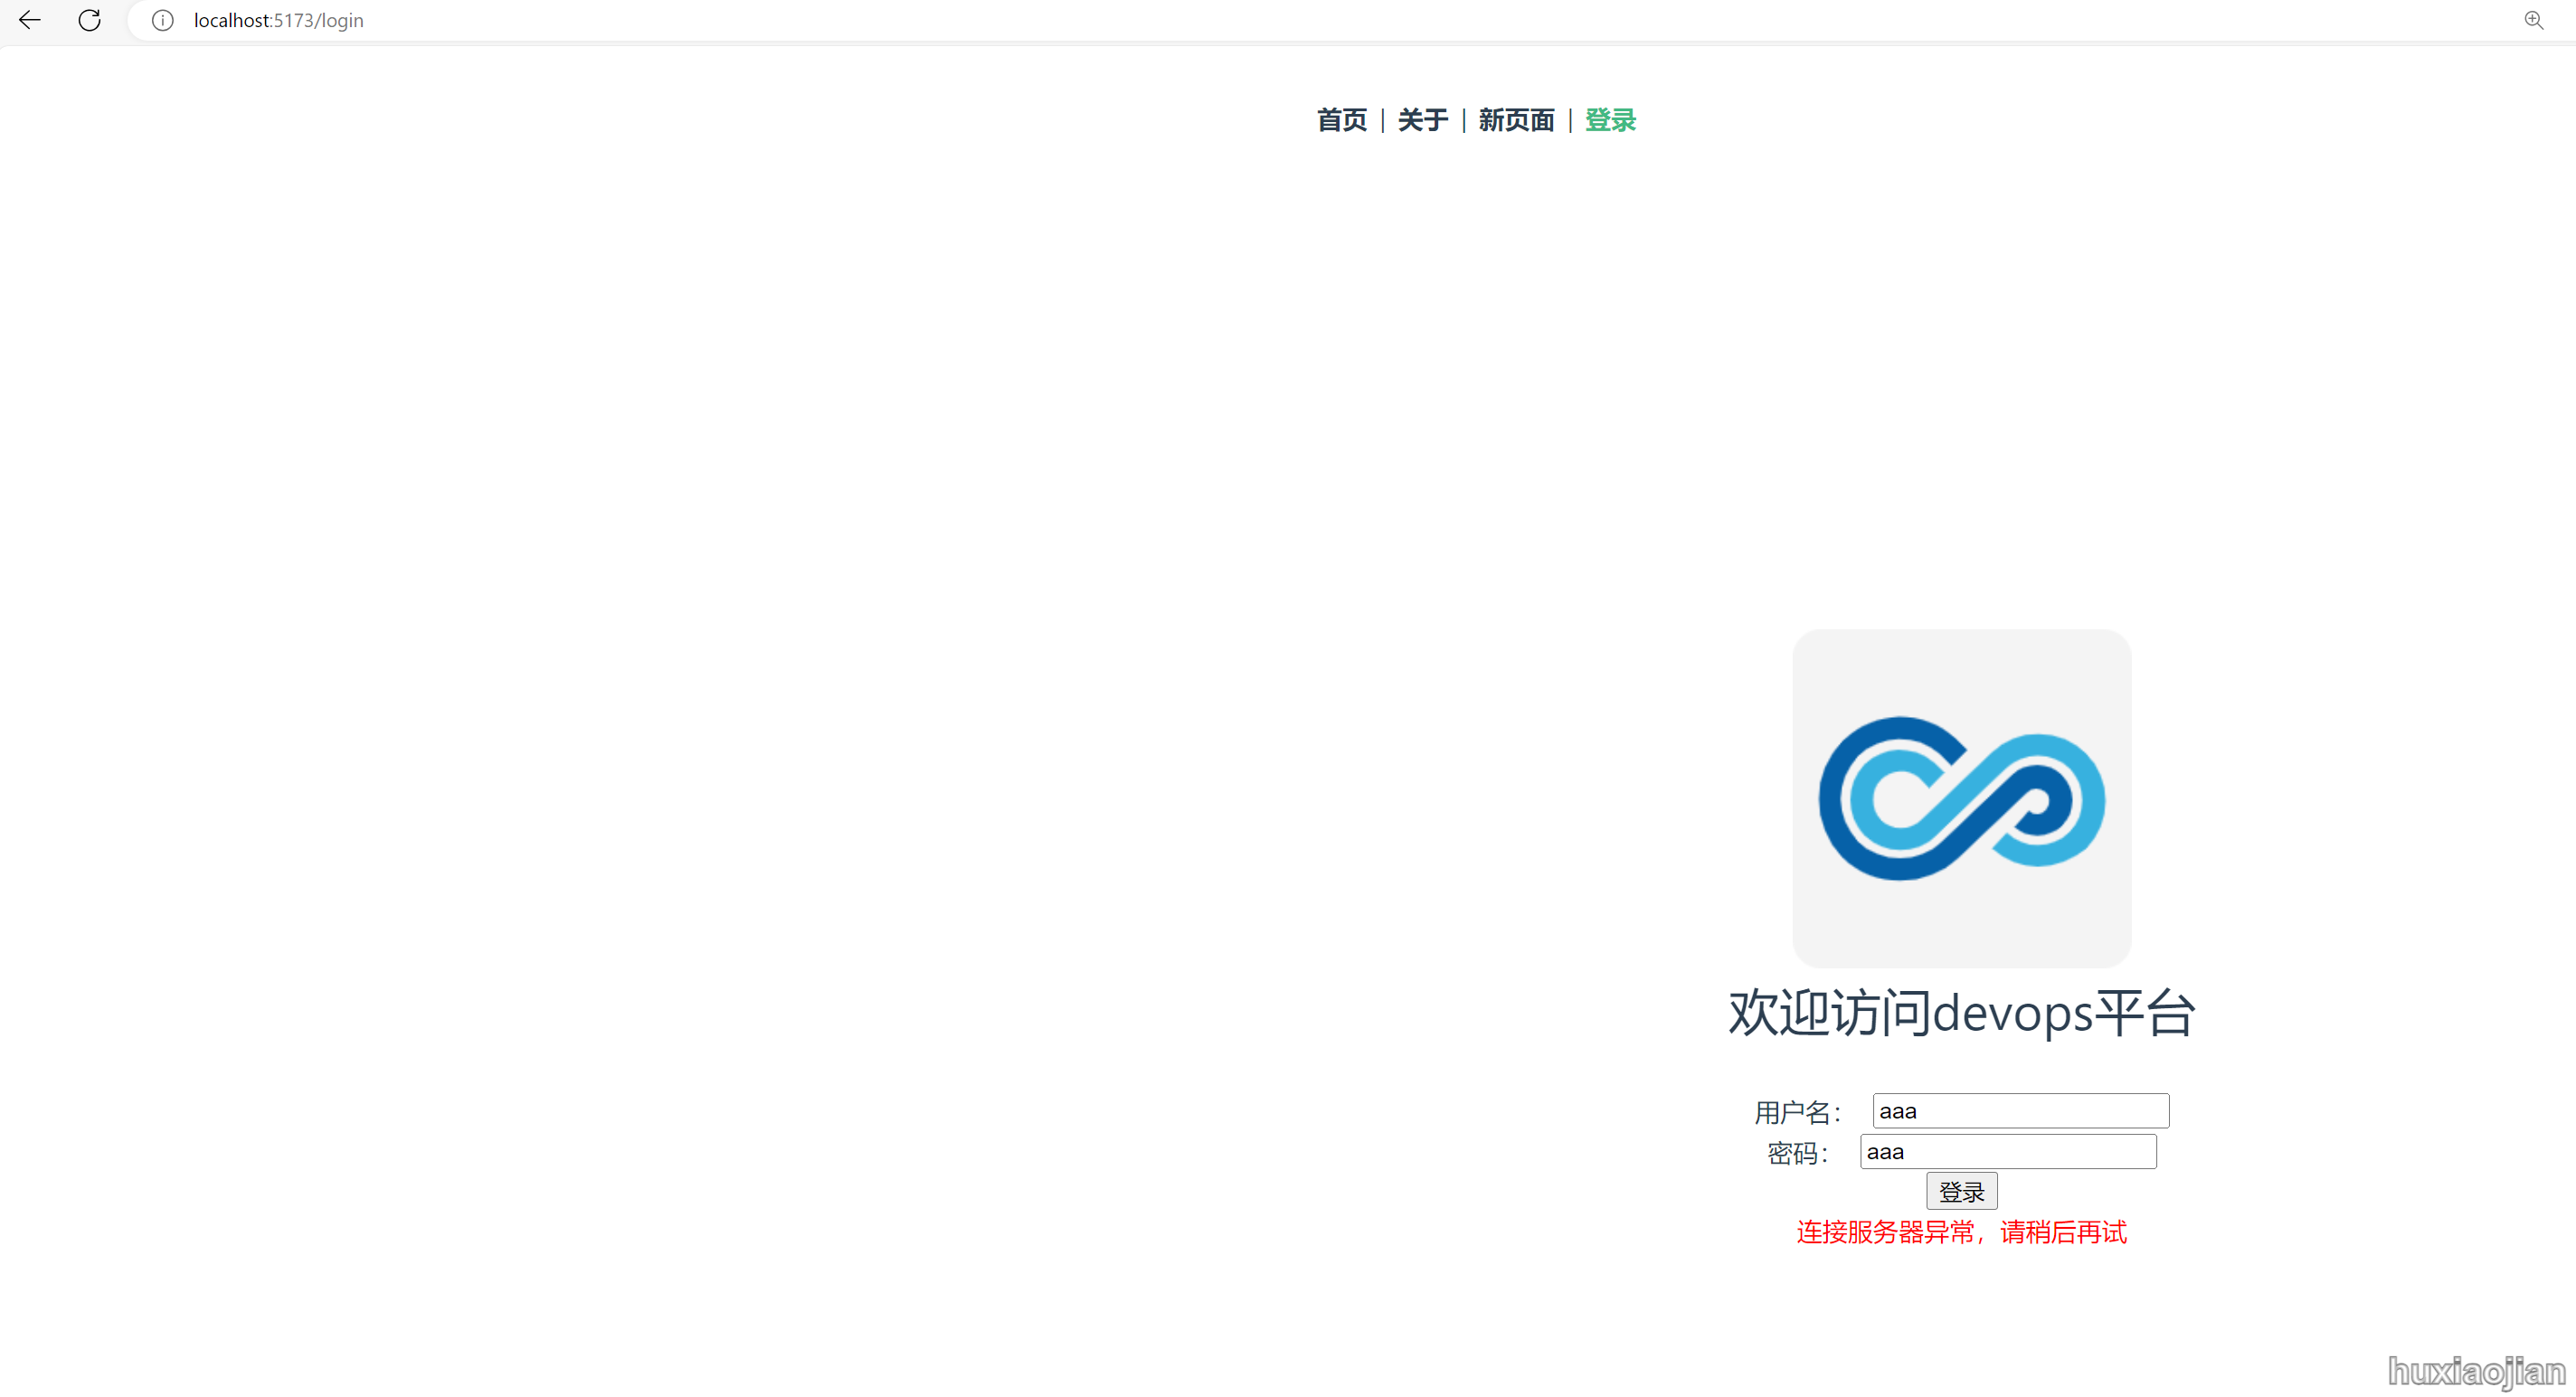 localhost:5173/login
首页 | 关于 | 新页面 | 登录
欢迎访问devops平台
用户名： aaa
密码： aaa
登录
连接服务器异常，请稍后再试
huxiaojian